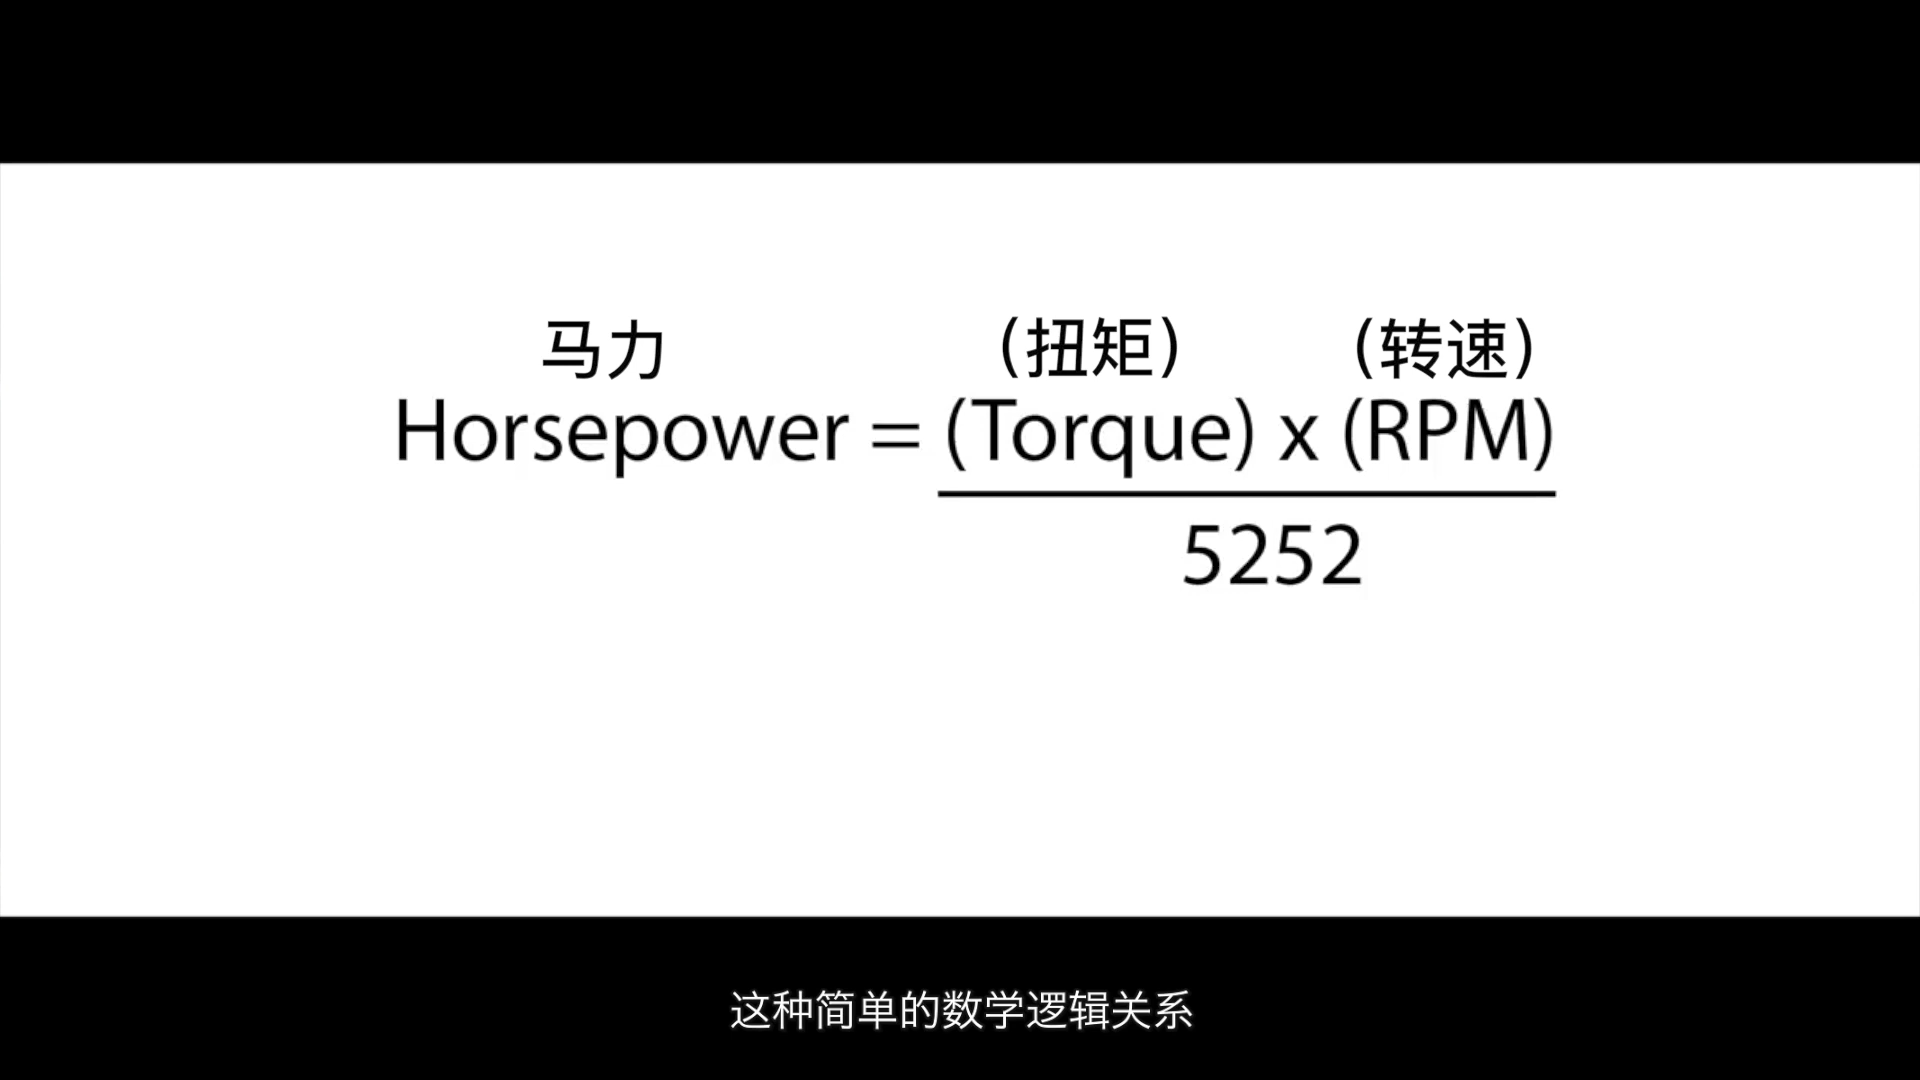 马力 (扭矩) (转速)
Horsepower = (Torque) x (RPM)
5252
这种简单的数学逻辑关系